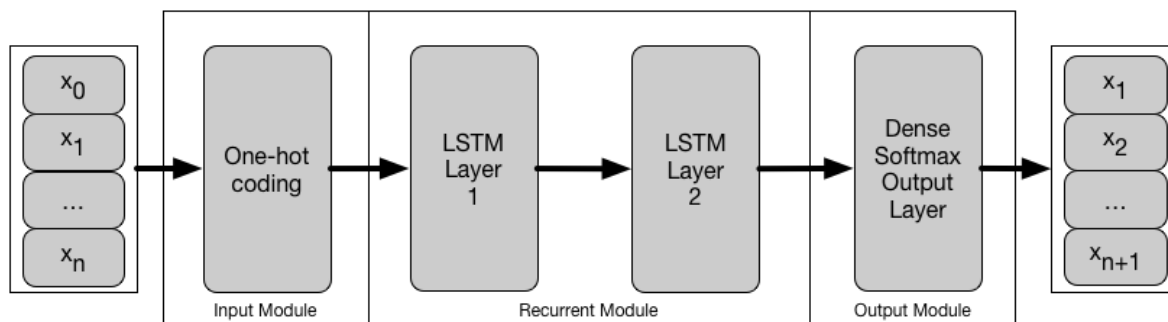 x0
x1
...
xn
One-hot
coding
Input Module
LSTM
Layer
1
LSTM
Layer
2
Recurrent Module
Dense
Softmax
Output
Layer
Output Module
x1
x2
...
xn+1